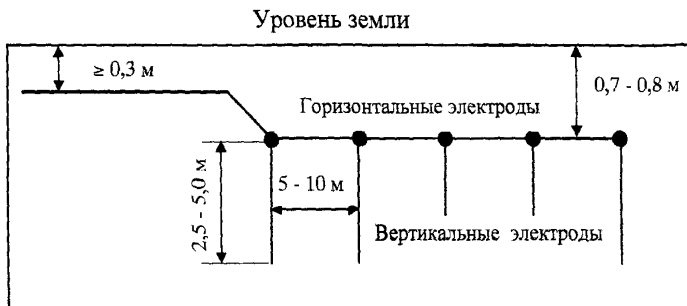 Уровень земли
≥ 0,3 м
0,7 - 0,8 м
Горизонтальные электроды
2,5 - 5,0 м
5 - 10 м
Вертикальные электроды